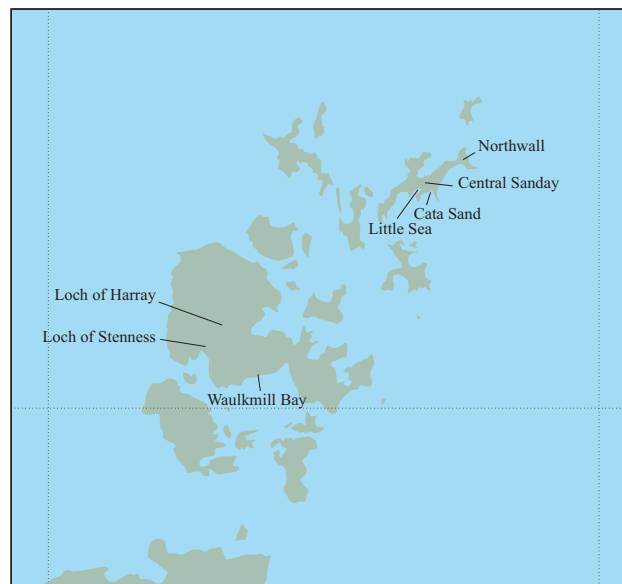 Northwall
Central Sanday
Cata Sand
Little Sea
Loch of Harray
Loch of Stenness
Waulkmill Bay